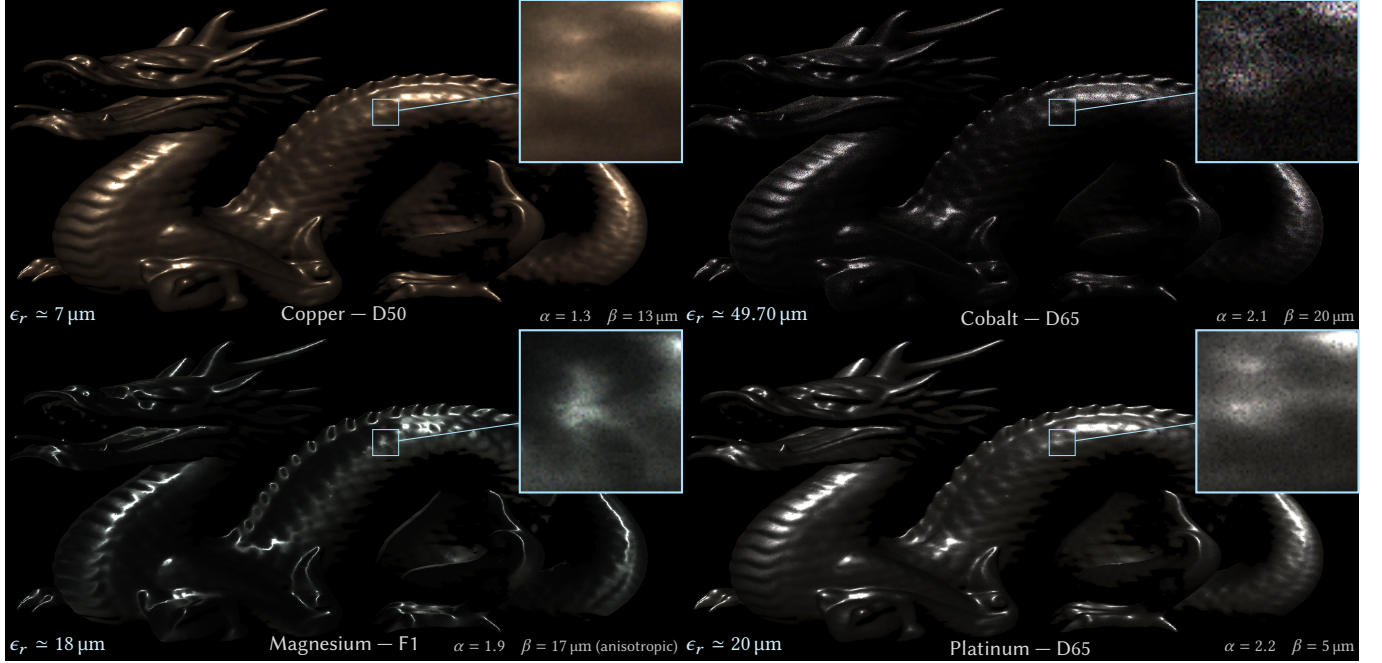 ϵr ≃ 7 µm Copper — D50 α = 1.3 β = 13 µm
ϵr ≃ 49.70 µm Cobalt — D65 α = 2.1 β = 20 µm
ϵr ≃ 18 µm Magnesium — F1 α = 1.9 β = 17 µm (anisotropic)
ϵr ≃ 20 µm Platinum — D65 α = 2.2 β = 5 µm